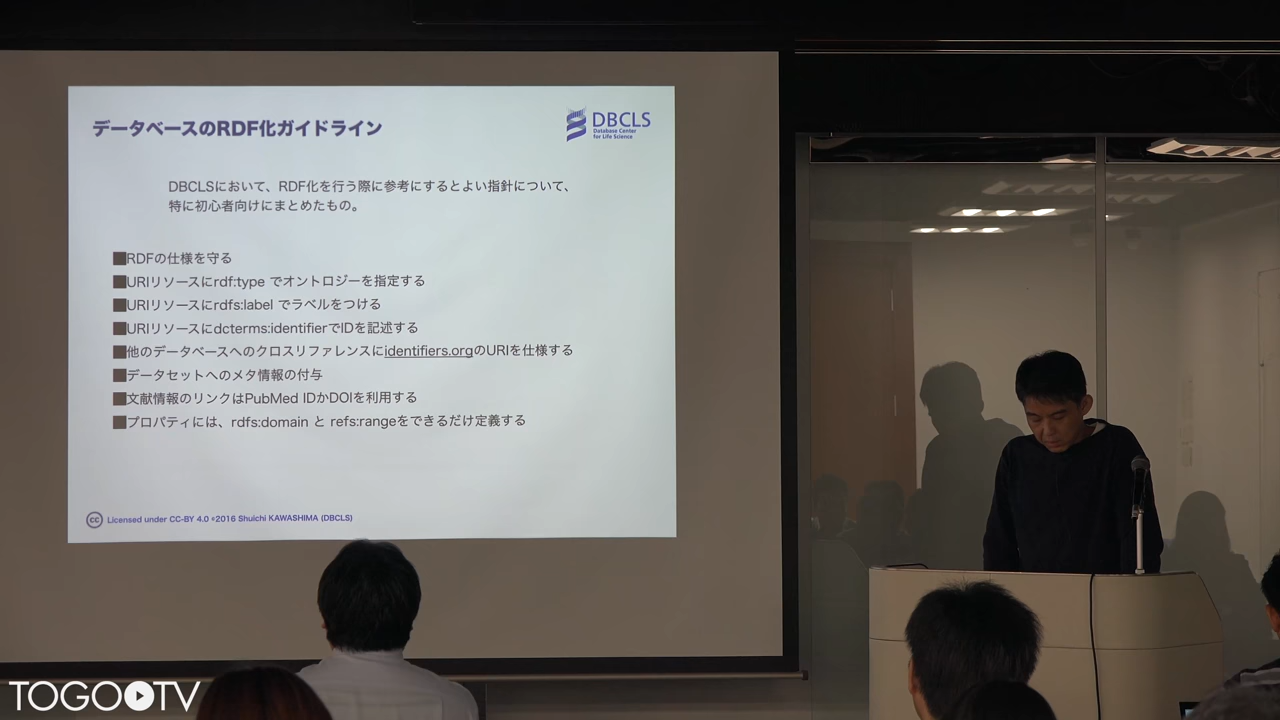 データベースのRDF化ガイドライン
DBCLS
Database Center
for Life Science
DBCLSにおいて、RDF化を行う際に参考にするとよい指針について、
特に初心者向けにまとめたもの。
■RDFの仕様を守る
■URIリソースにrdf:type でオントロジーを指定する
■URIリソースにrdfs:label でラベルをつける
■URIリソースにdcterms:identifierでIDを記述する
■他のデータベースへのクロスリファレンスにidentifiers.orgのURIを仕様する
■データセットへのメタ情報の付与
■文献情報のリンクはPubMed IDかDOIを利用する
■プロパティには、rdfs:domain と refs:rangeをできるだけ定義する
cc Licensed under CC-BY 4.0 ©2016 Shuichi KAWASHIMA (DBCLS)
TOGOTV